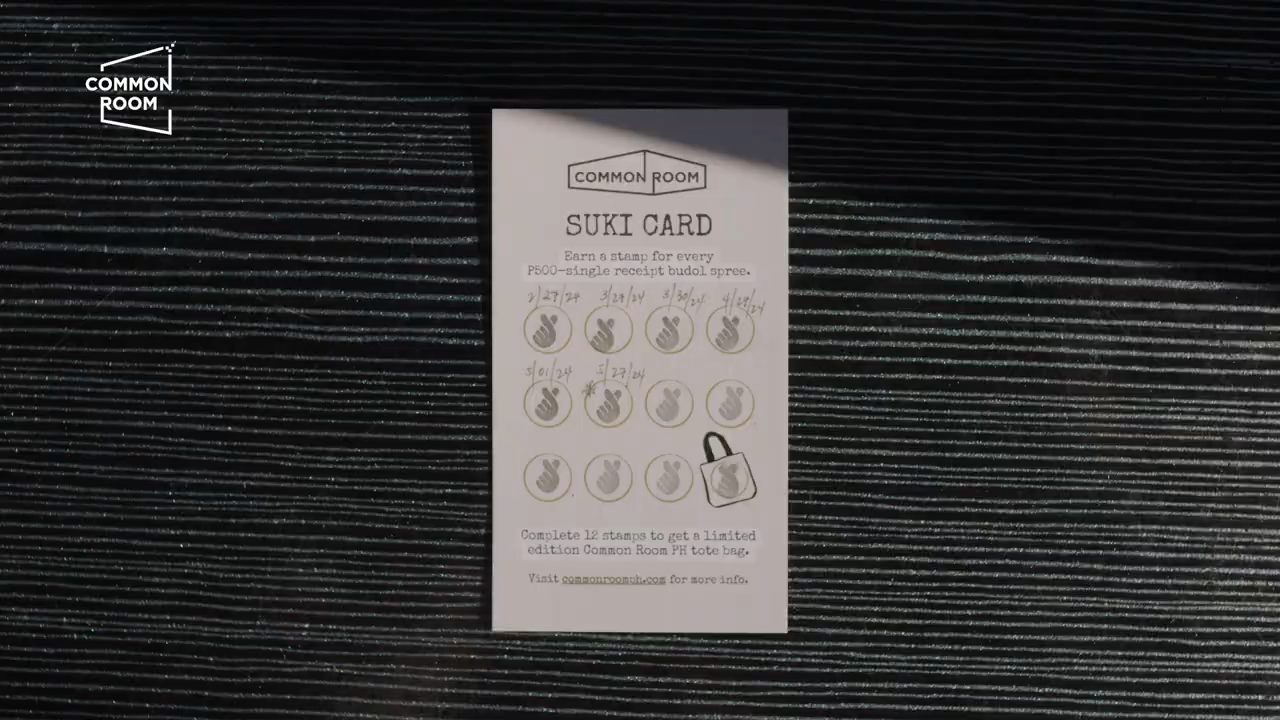 COMMON
ROOM
COMMON ROOM
SUKI CARD
Earn a stamp for every
P500-single receipt budol spree.
2/27/24 3/29/24 3/30/24 4/29/24
5/01/24 5/27/24
Complete 12 stamps to get a limited
edition Common Room PH tote bag.
Visit commonroomph.com for more info.